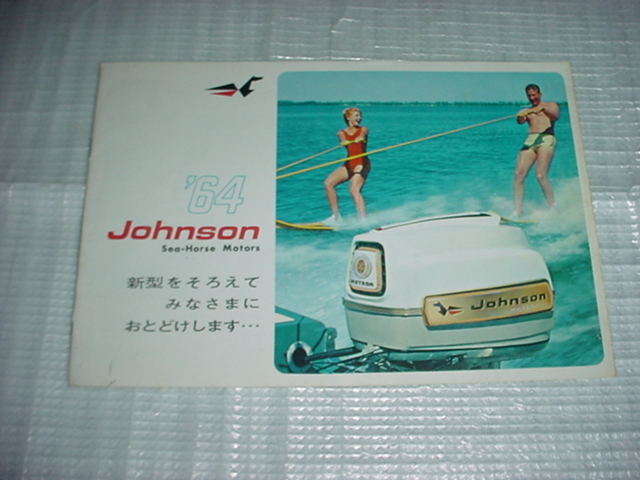 '64
Johnson
Sea-Horse Motors
新型をそろえて
みなさまに
おとどけします…
METEOR
Johnson